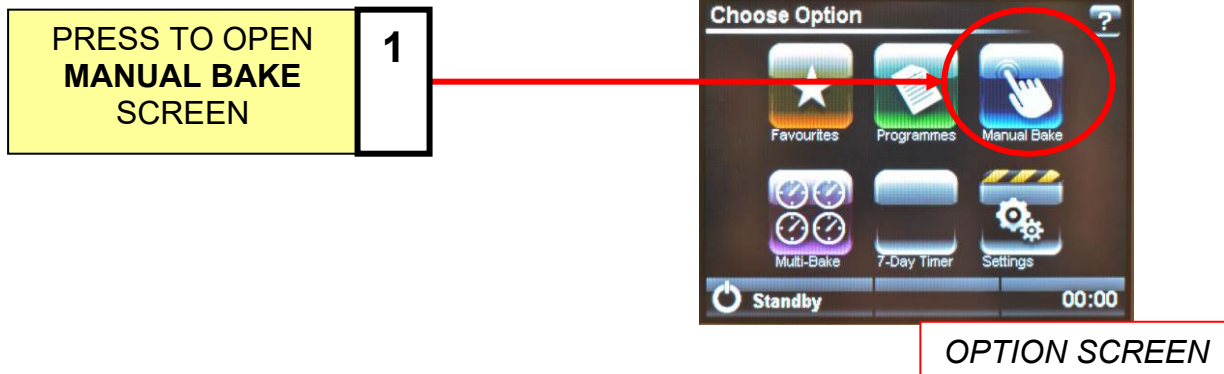 PRESS TO OPEN
MANUAL BAKE
SCREEN
1
Choose Option
?
Favourites
Programmes
Manual Bake
Multi-Bake
7-Day Timer
Settings
Standby
00:00
OPTION SCREEN